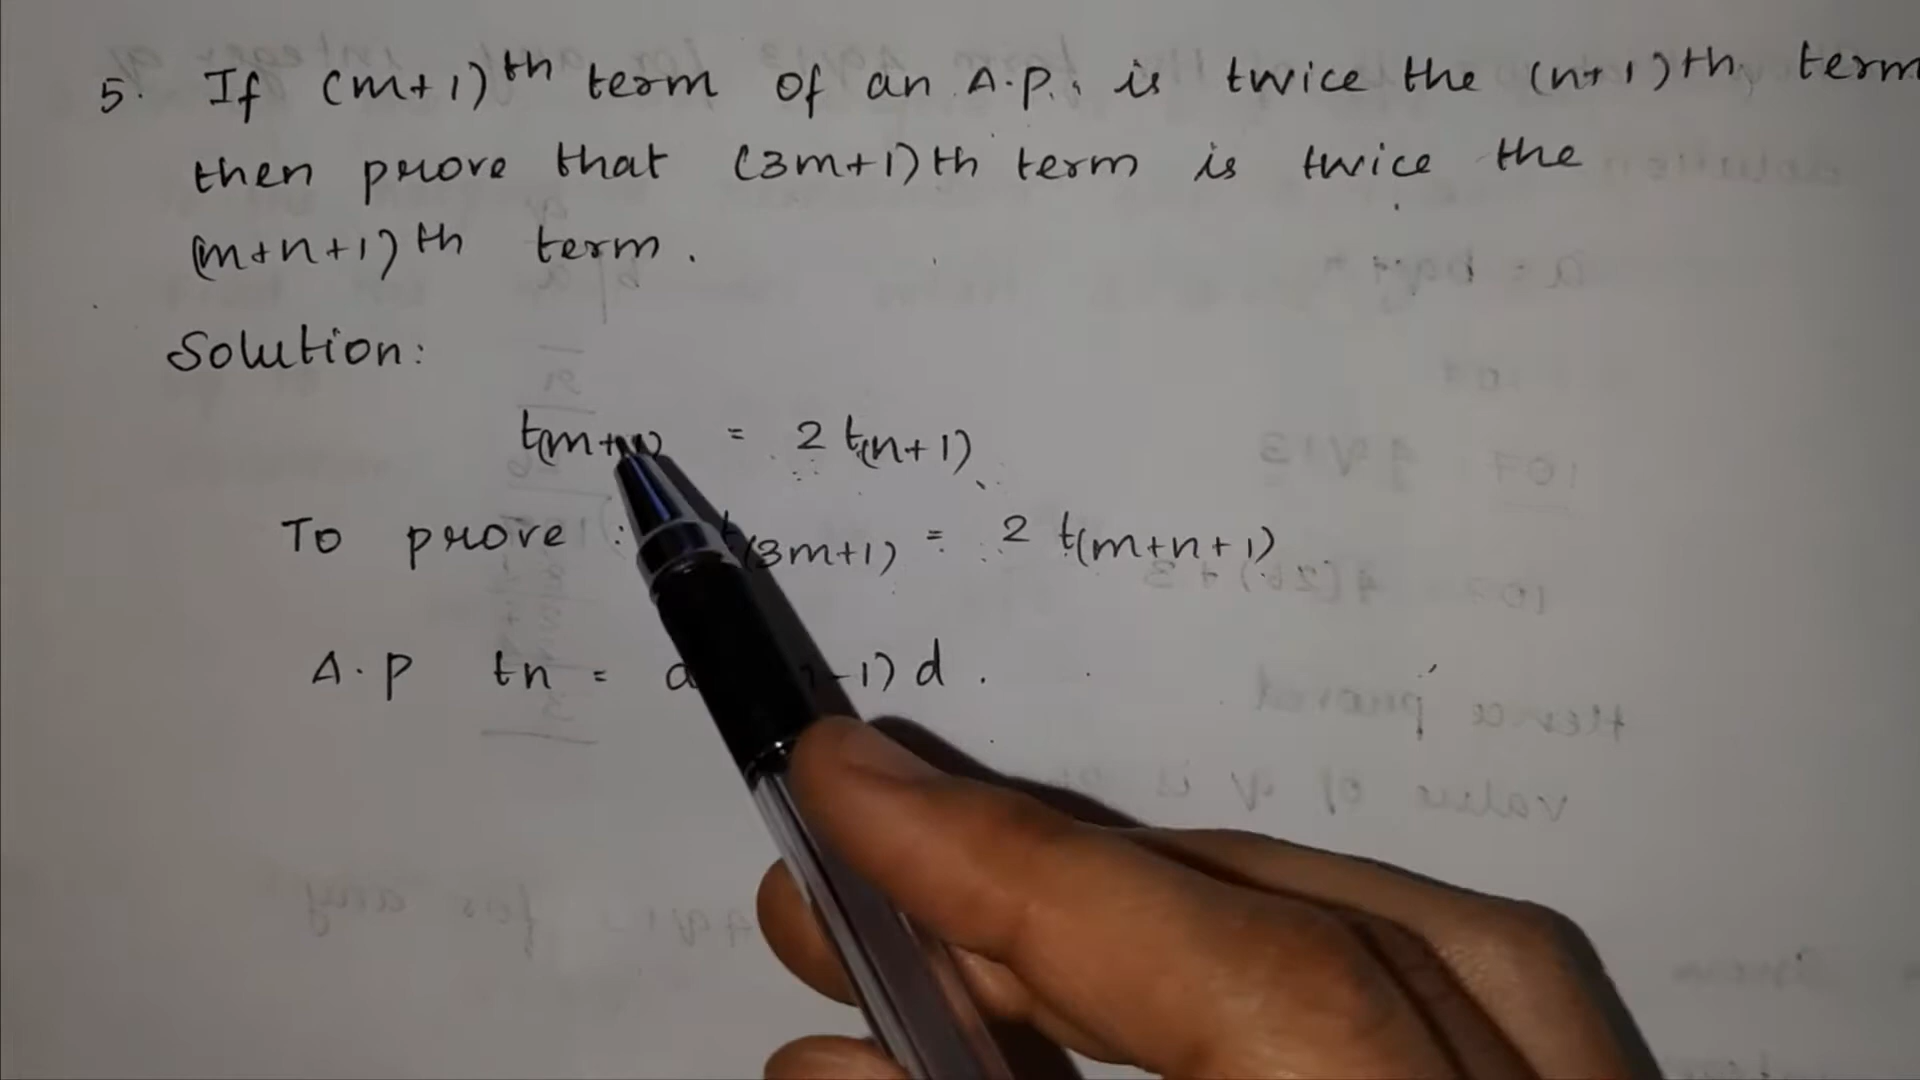 5. If (m+1)th term of an A.P. is twice the (n+1)th term
then prove that (3m+1)th term is twice the
(m+n+1)th term.
Solution:
t(m+1) = 2 t(n+1)
To prove : t(3m+1) = 2 t(m+n+1)
A.P tn = -1) d .